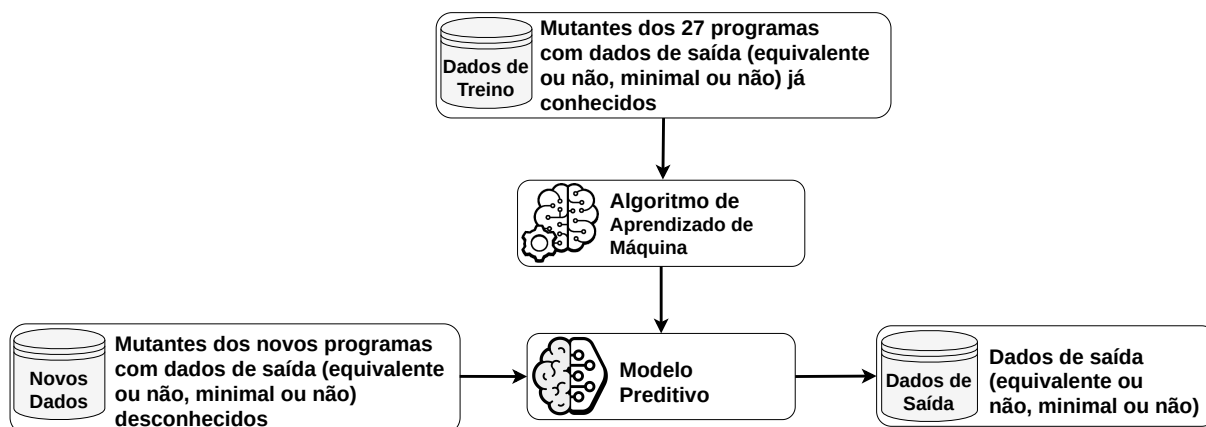 Dados de
Treino
Mutantes dos 27 programas
com dados de saída (equivalente
ou não, minimal ou não) já
conhecidos
Algoritmo de
Aprendizado de
Máquina
Novos
Dados
Mutantes dos novos programas
com dados de saída (equivalente
ou não, minimal ou não)
desconhecidos
Modelo
Preditivo
Dados de
Saída
Dados de saída
(equivalente ou
não, minimal ou não)